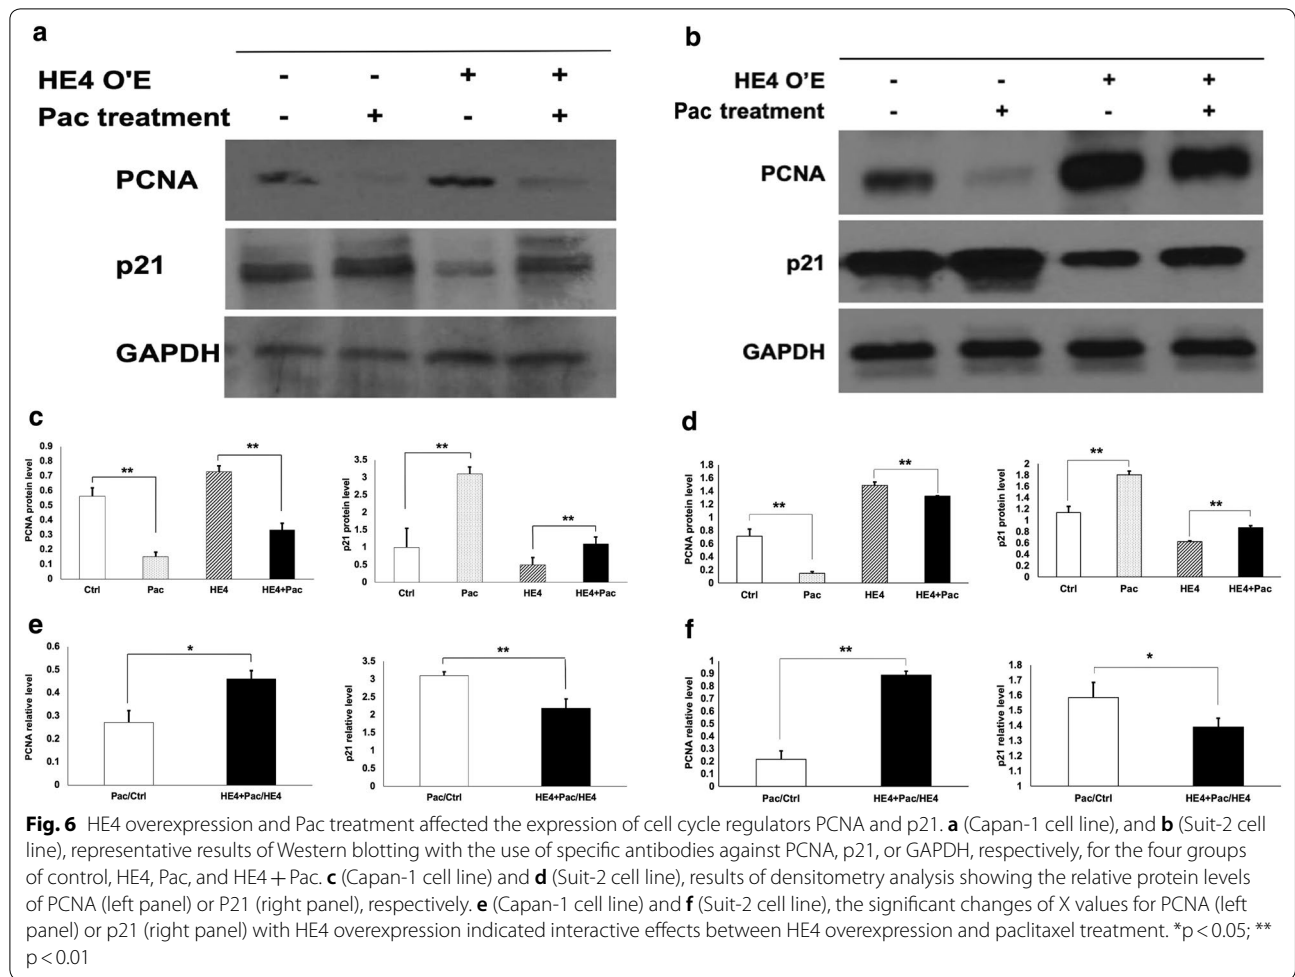 a
HE4 O'E - - + +
Pac treatment - + - +
PCNA
p21
GAPDH
b
HE4 O'E - - + +
Pac treatment - + - +
PCNA
p21
GAPDH
c
PCNA protein level
0.9
0.8
0.7
0.6
0.5
0.4
0.3
0.2
0.1
0
** **
Ctrl Pac HE4 HE4+Pac
p21 protein level
3.5
3
2.5
2
1.5
1
0.5
0
** **
Ctrl Pac HE4 HE4+Pac
d
PCNA protein level
1.8
1.6
1.4
1.2
1
0.8
0.6
0.4
0.2
0
** **
Ctrl Pac HE4 HE4+Pac
p21 protein level
2
1.8
1.6
1.4
1.2
1
0.8
0.6
0.4
0.2
0
** **
Ctrl Pac HE4 HE4+Pac
e
PCNA relative level
0.6
0.5
0.4
0.3
0.2
0.1
0
*
Pac/Ctrl HE4+Pac/HE4
p21 relative level
3.5
3
2.5
2
1.5
1
0.5
0
**
Pac/Ctrl HE4+Pac/HE4
f
PCNA relative level
1
0.9
0.8
0.7
0.6
0.5
0.4
0.3
0.2
0.1
0
**
Pac/Ctrl HE4+Pac/HE4
p21 relative level
1.8
1.7
1.6
1.5
1.4
1.3
1.2
1.1
1
*
Pac/Ctrl HE4+Pac/HE4
Fig. 6 HE4 overexpression and Pac treatment affected the expression of cell cycle regulators PCNA and p21. a (Capan-1 cell line), and b (Suit-2 cell
line), representative results of Western blotting with the use of specific antibodies against PCNA, p21, or GAPDH, respectively, for the four groups
of control, HE4, Pac, and HE4 + Pac. c (Capan-1 cell line) and d (Suit-2 cell line), results of densitometry analysis showing the relative protein levels
of PCNA (left panel) or P21 (right panel), respectively. e (Capan-1 cell line) and f (Suit-2 cell line), the significant changes of X values for PCNA (left
panel) or p21 (right panel) with HE4 overexpression indicated interactive effects between HE4 overexpression and paclitaxel treatment. *p < 0.05; **
p < 0.01